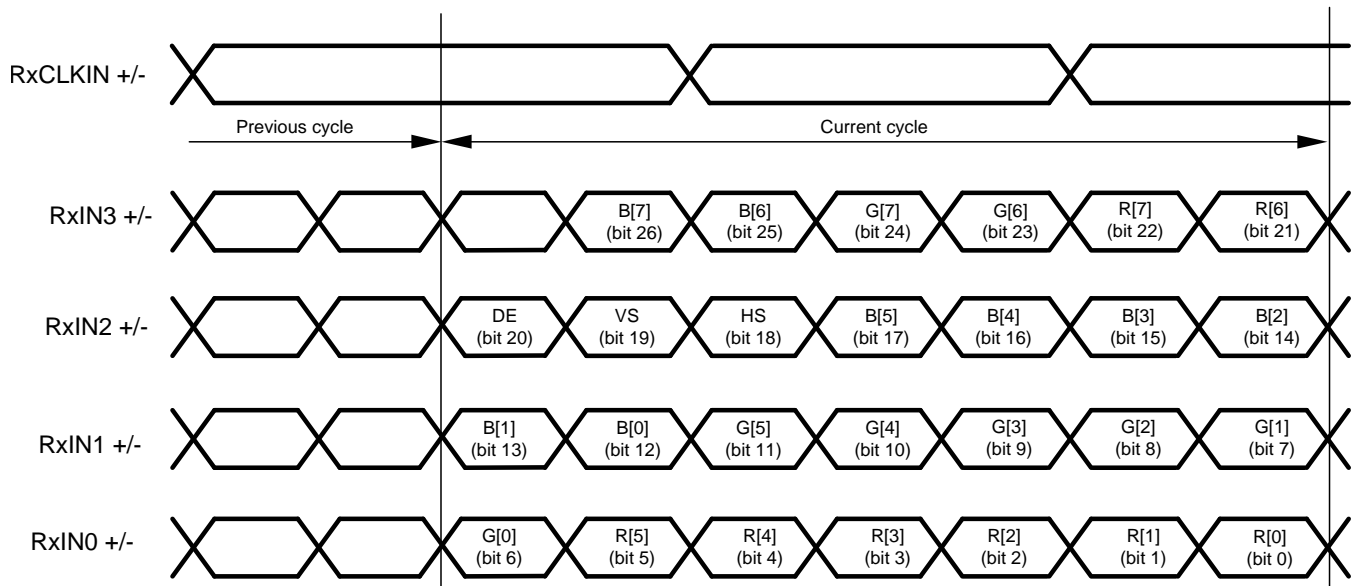 RxCLKIN +/-
Previous cycle
Current cycle
RxIN3 +/-
B[7]
(bit 26)
B[6]
(bit 25)
G[7]
(bit 24)
G[6]
(bit 23)
R[7]
(bit 22)
R[6]
(bit 21)
RxIN2 +/-
DE
(bit 20)
VS
(bit 19)
HS
(bit 18)
B[5]
(bit 17)
B[4]
(bit 16)
B[3]
(bit 15)
B[2]
(bit 14)
RxIN1 +/-
B[1]
(bit 13)
B[0]
(bit 12)
G[5]
(bit 11)
G[4]
(bit 10)
G[3]
(bit 9)
G[2]
(bit 8)
G[1]
(bit 7)
RxIN0 +/-
G[0]
(bit 6)
R[5]
(bit 5)
R[4]
(bit 4)
R[3]
(bit 3)
R[2]
(bit 2)
R[1]
(bit 1)
R[0]
(bit 0)